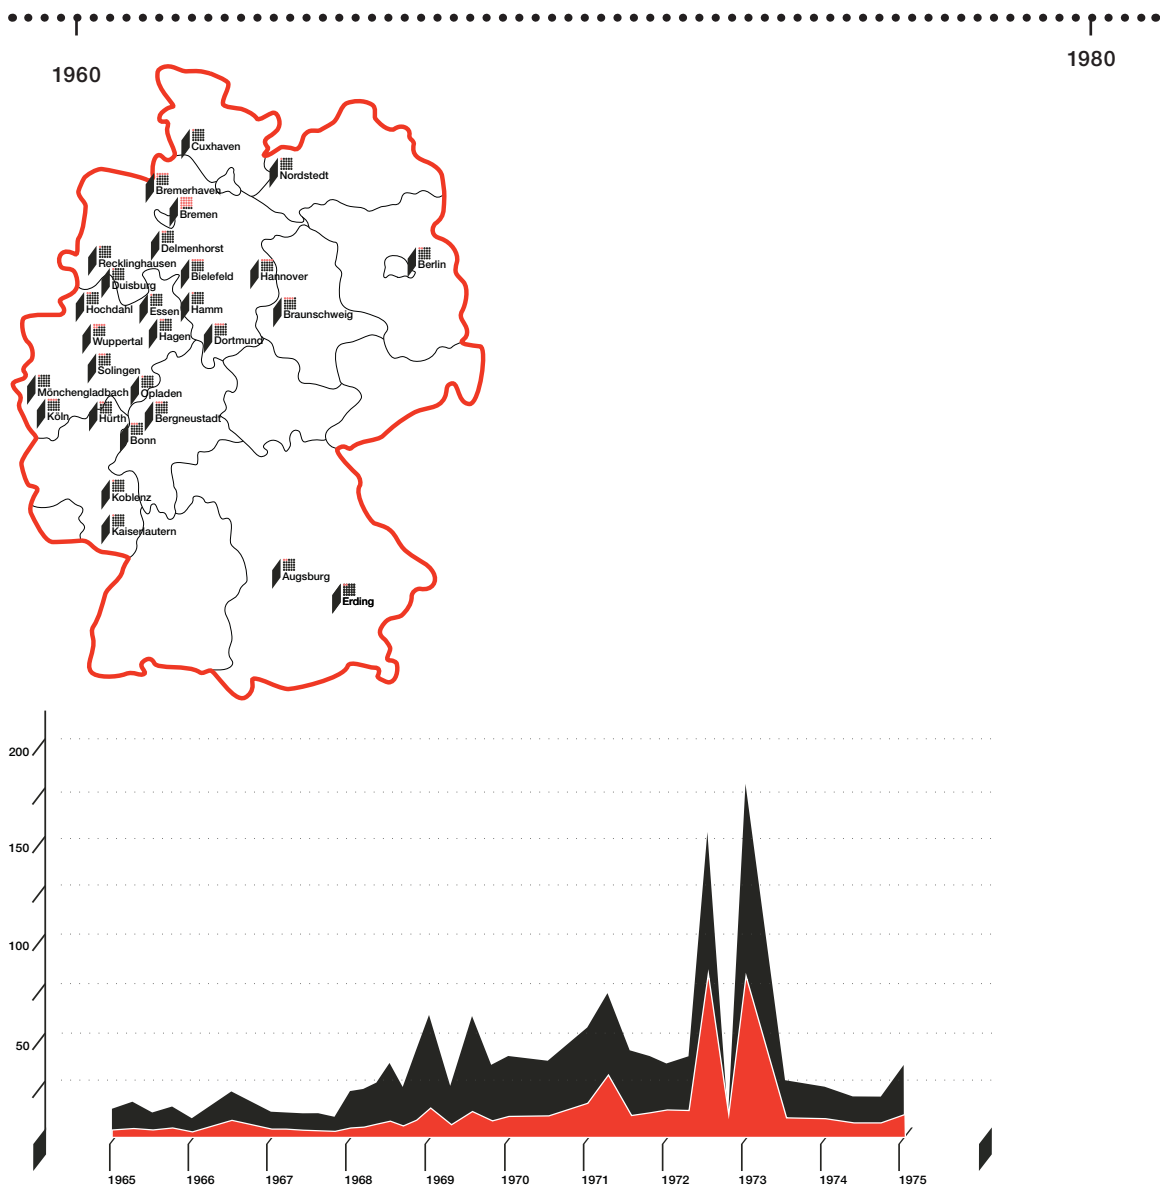 1960
1980
Cuxhaven
Nordstedt
Bremerhaven
Bremen
Delmenhorst
Berlin
Recklinghausen
Bielefeld
Hannover
Duisburg
Hochdahl
Essen
Hamm
Braunschweig
Wuppertal
Hagen
Dortmund
Solingen
Mönchengladbach
Opladen
Köln
Hürth
Bergneustadt
Bonn
Koblenz
Kaiserlautern
Augsburg
Erding
200
150
100
50
1965 1966 1967 1968 1969 1970 1971 1972 1973 1974 1975